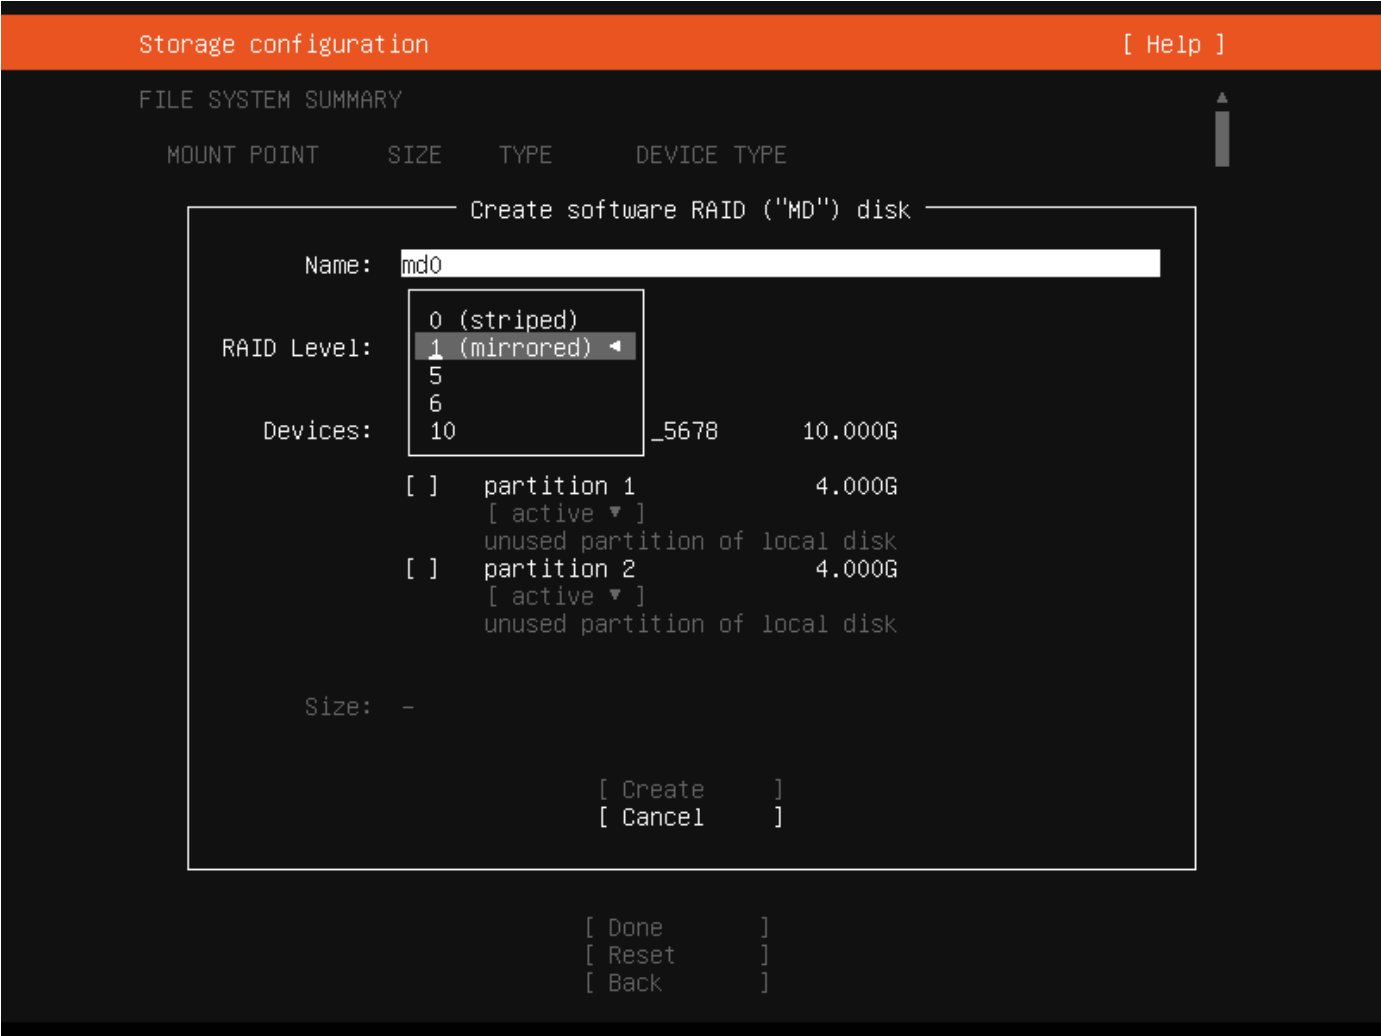 Storage configuration [ Help ]
FILE SYSTEM SUMMARY
MOUNT POINT SIZE TYPE DEVICE TYPE
Create software RAID ("MD") disk
Name: md0
0 (striped)
RAID Level: 1 (mirrored) ◄
5
6
Devices: 10 _5678 10.000G
[ ] partition 1 4.000G
[ active ▼ ]
unused partition of local disk
[ ] partition 2 4.000G
[ active ▼ ]
unused partition of local disk
Size: -
[ Create ]
[ Cancel ]
[ Done ]
[ Reset ]
[ Back ]